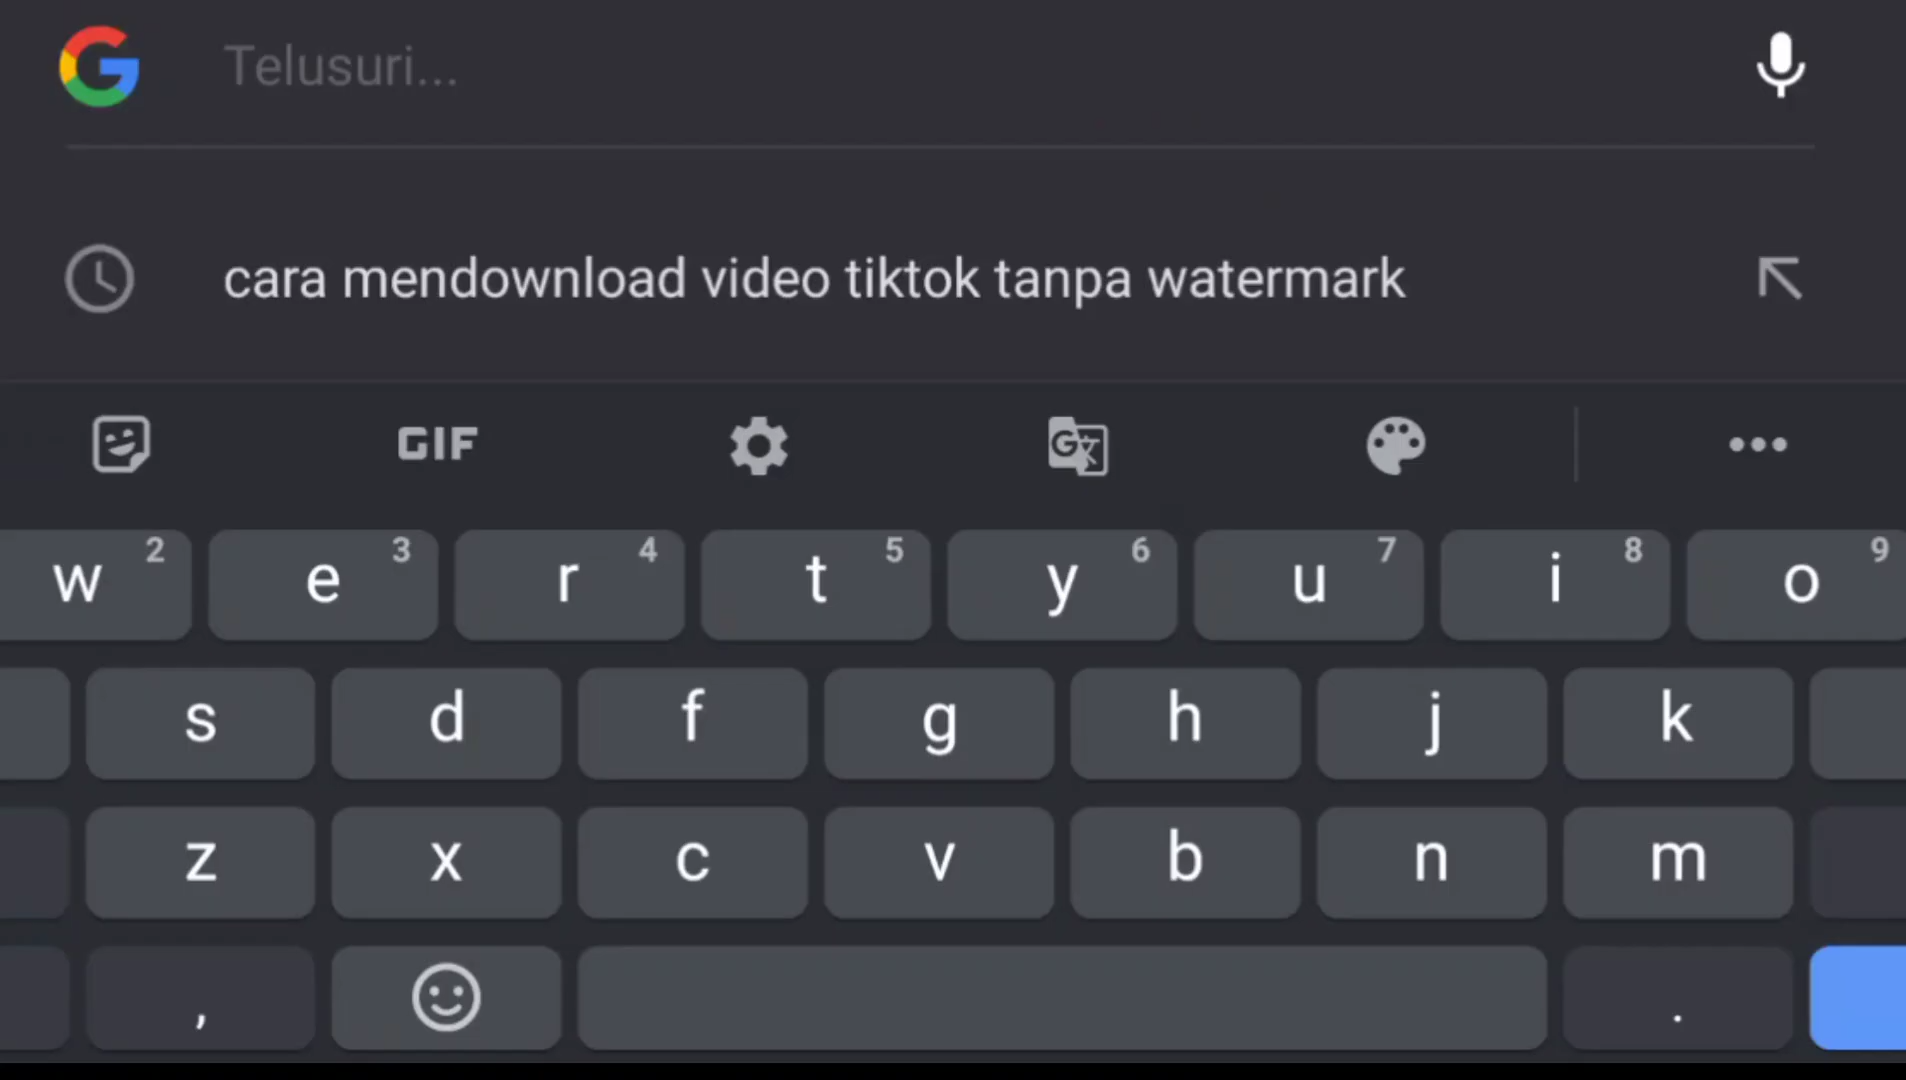 Telusuri...
cara mendownload video tiktok tanpa watermark
GIF
w 2 e 3 r 4 t 5 y 6 u 7 i 8 o 9
s d f g h j k
z x c v b n m
, .